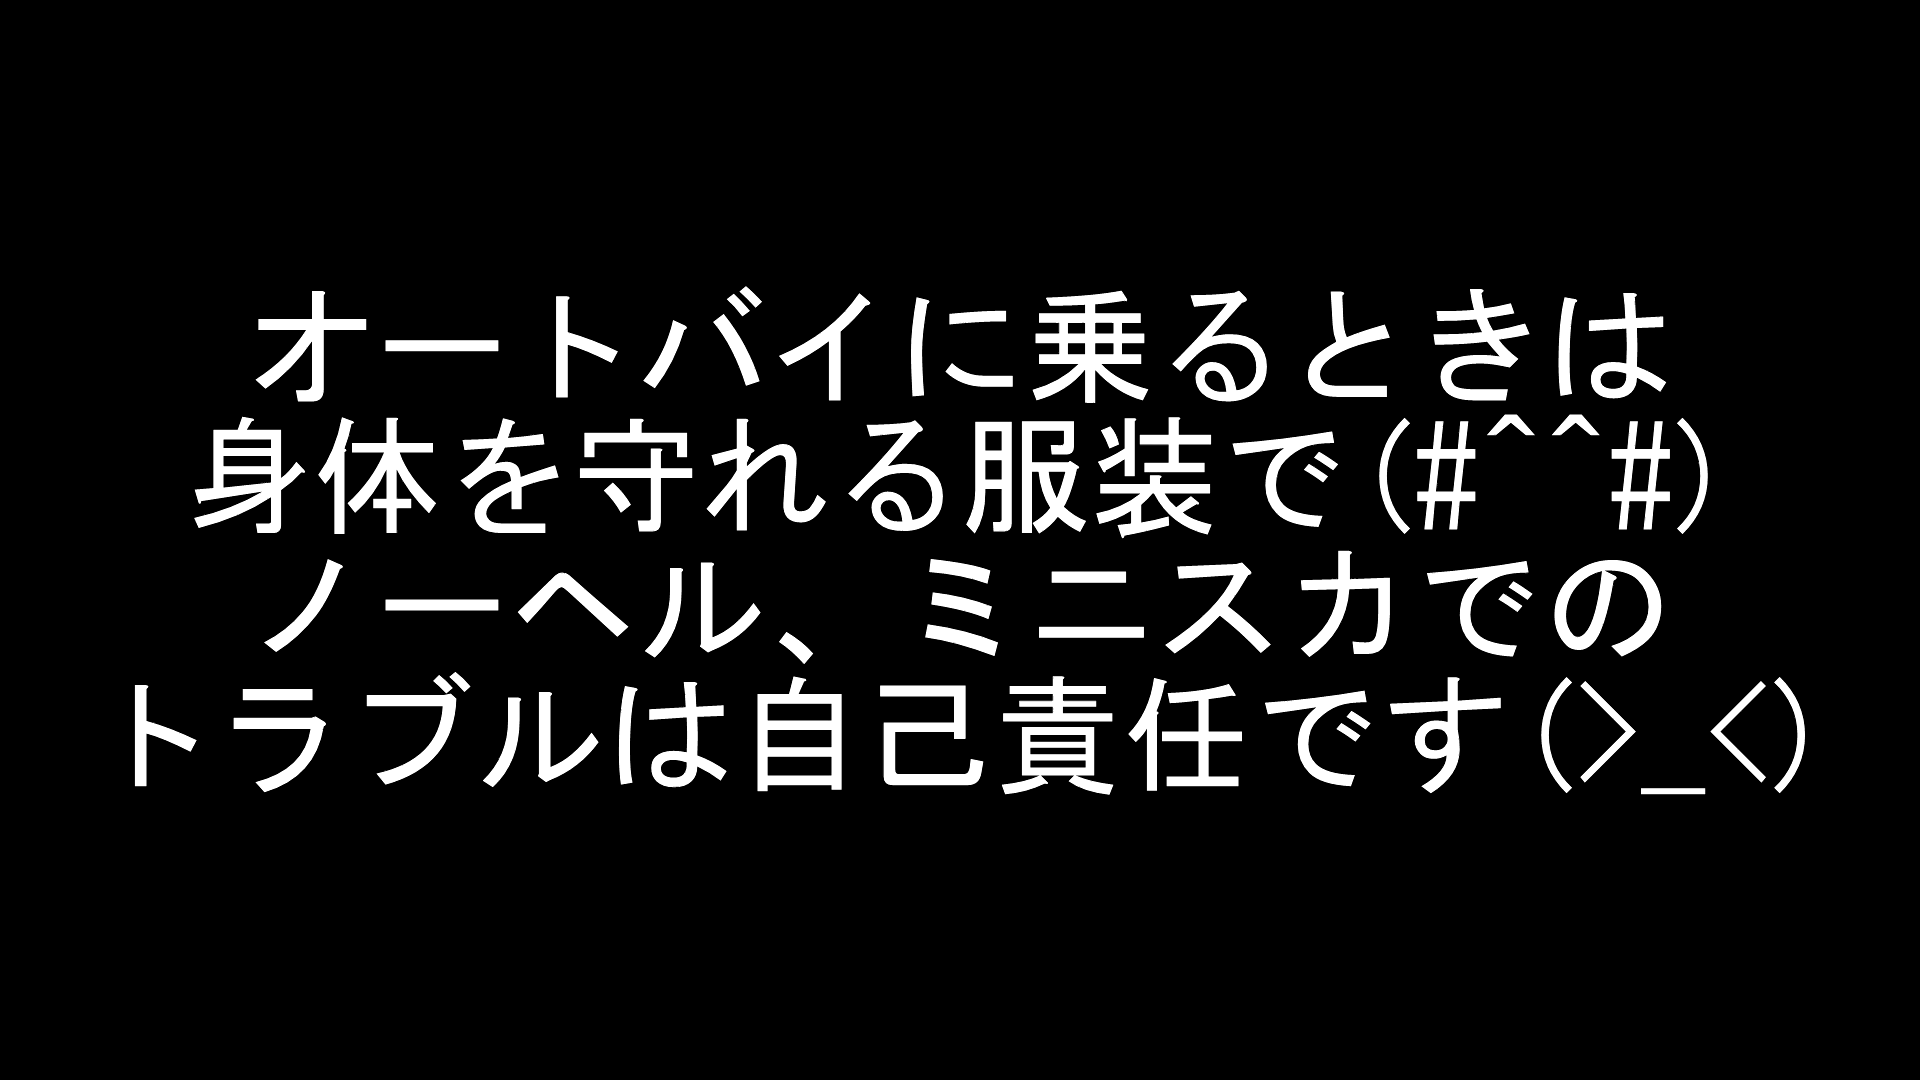 オートバイに乗るときは
身体を守れる服装で(#^^#)
ノーヘル、ミニスカでの
トラブルは自己責任です(>_<)